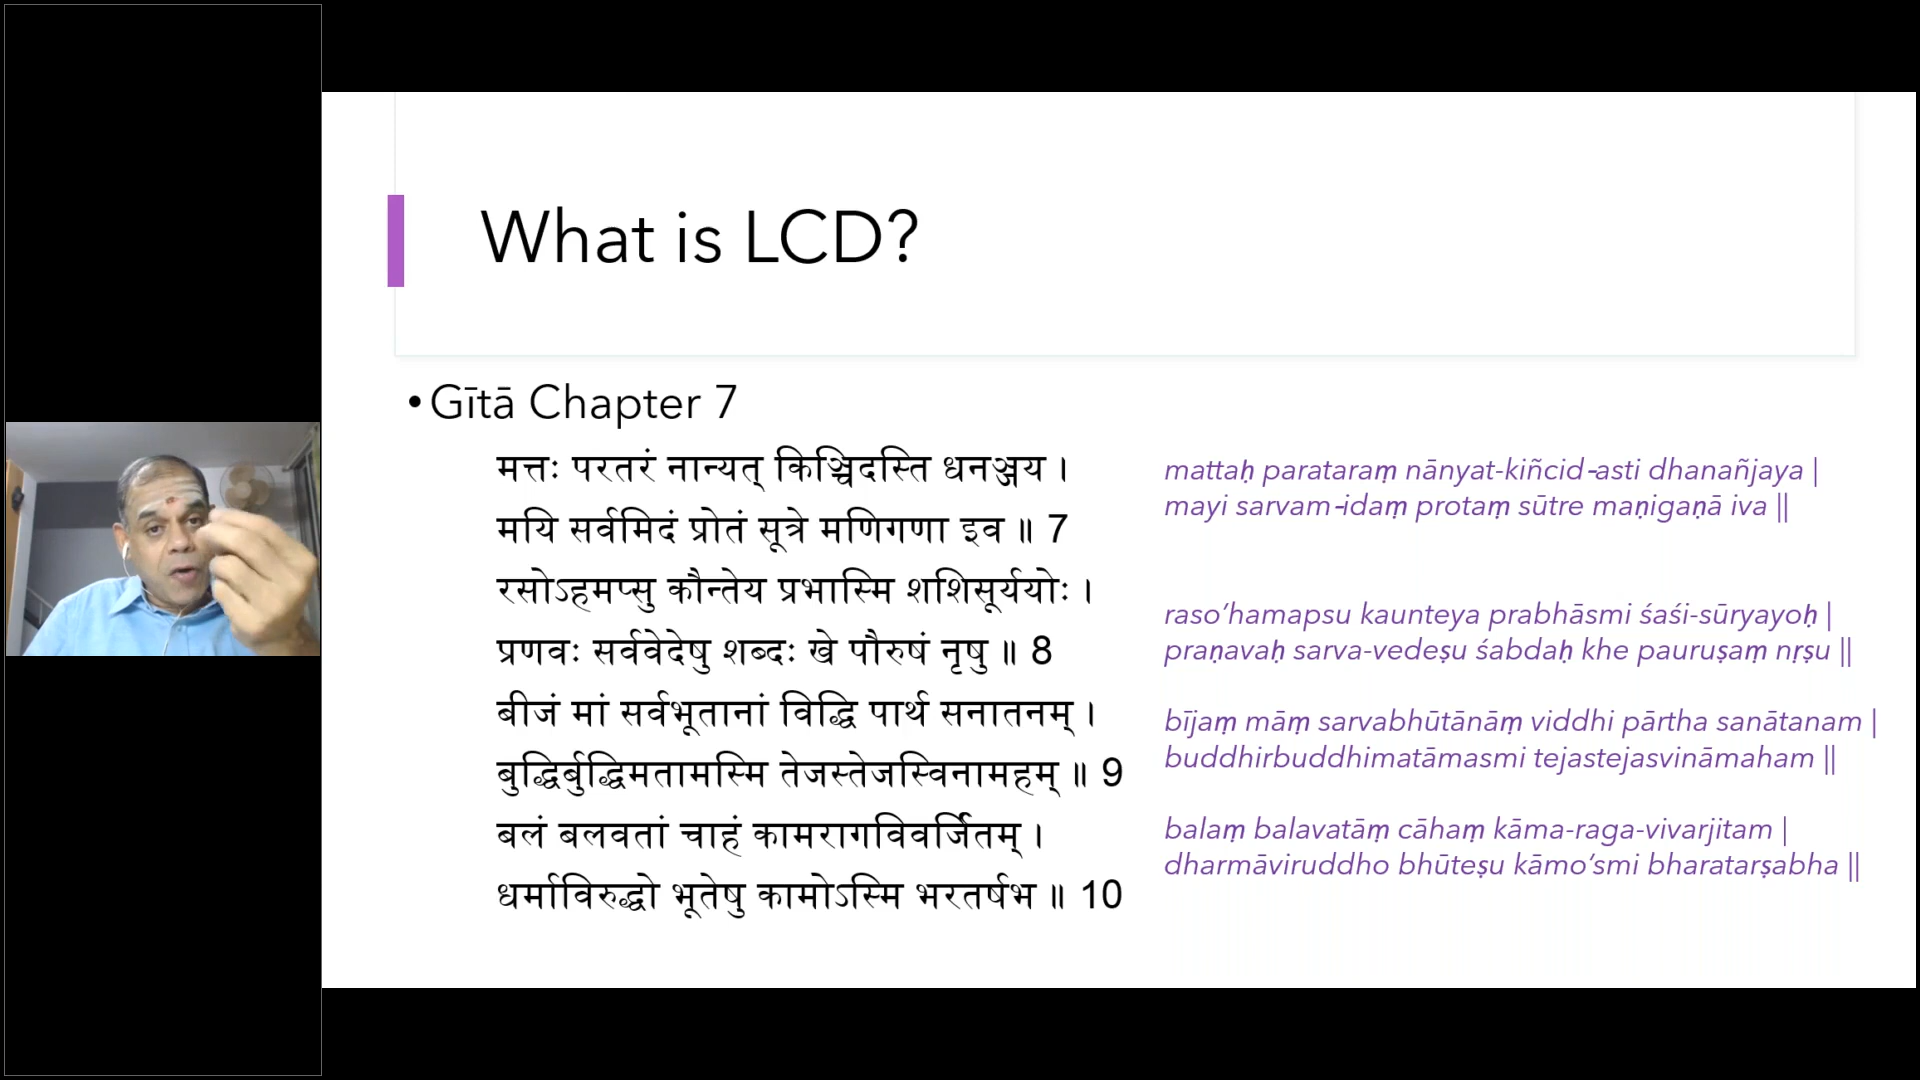 What is LCD?
• Gītā Chapter 7
मत्तः परतरं नान्यत् किञ्चिदस्ति धनञ्जय ।
मयि सर्वमिदं प्रोतं सूत्रे मणिगणा इव ॥ 7
रसोऽहमप्सु कौन्तेय प्रभास्मि शशिसूर्ययोः ।
प्रणवः सर्ववेदेषु शब्दः खे पौरुषं नृषु ॥ 8
बीजं मां सर्वभूतानां विद्धि पार्थ सनातनम् ।
बुद्धिर्बुद्धिमतामस्मि तेजस्तेजस्विनामहम् ॥ 9
बलं बलवतां चाहं कामरागविवर्जितम् ।
धर्माविरुद्धो भूतेषु कामोऽस्मि भरतर्षभ ॥ 10
mattaḥ parataraṃ nānyat-kiñcid-asti dhanañjaya |
mayi sarvam-idaṃ protaṃ sūtre maṇigaṇā iva ||
raso’hamapsu kaunteya prabhāsmi śaśi-sūryayoḥ |
praṇavaḥ sarva-vedeṣu śabdaḥ khe pauruṣaṃ nṛṣu ||
bījaṃ māṃ sarvabhūtānāṃ viddhi pārtha sanātanam |
buddhirbuddhimatāmasmi tejastejasvināmaham ||
balaṃ balavatāṃ cāhaṃ kāma-raga-vivarjitam |
dharmāviruddho bhūteṣu kāmo’smi bharatarṣabha ||